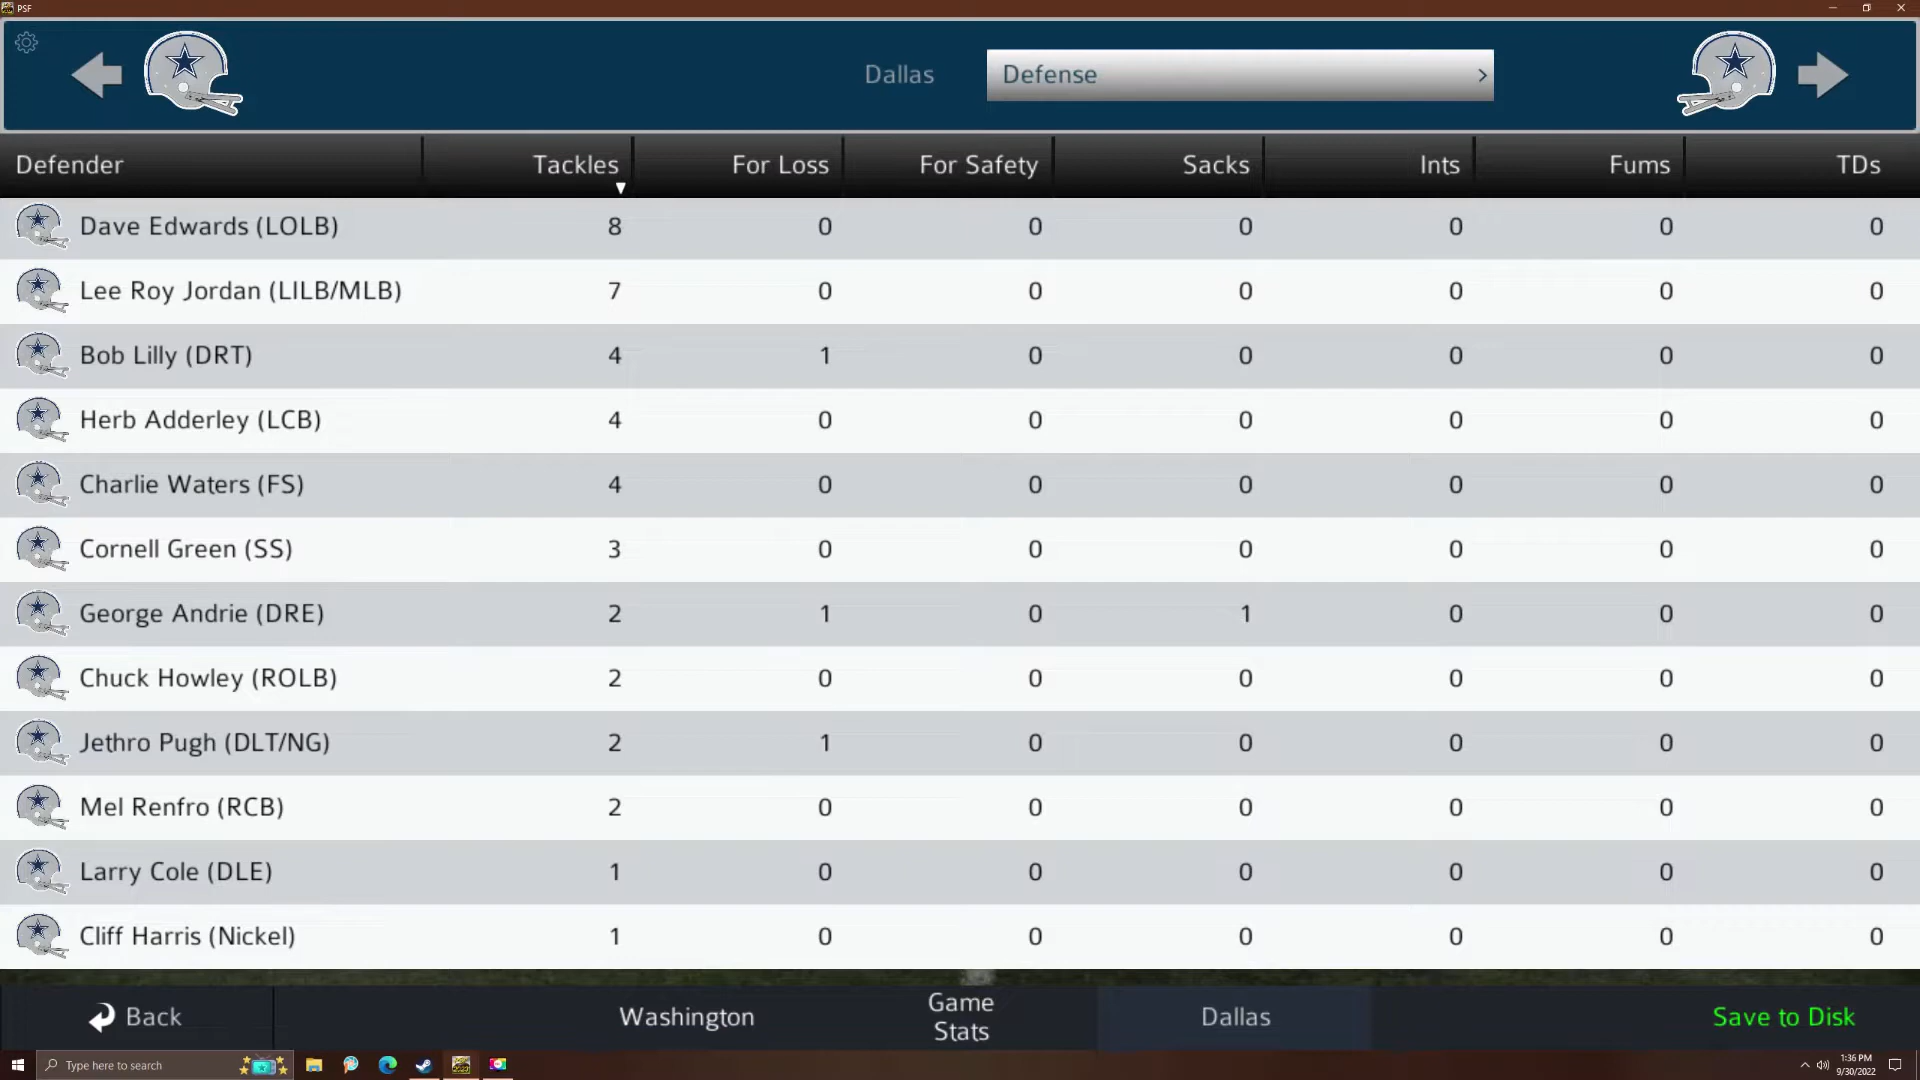 PSF
Dallas Defense >
Defender Tackles For Loss For Safety Sacks Ints Fums TDs
Dave Edwards (LOLB) 8 0 0 0 0 0 0
Lee Roy Jordan (LILB/MLB) 7 0 0 0 0 0 0
Bob Lilly (DRT) 4 1 0 0 0 0 0
Herb Adderley (LCB) 4 0 0 0 0 0 0
Charlie Waters (FS) 4 0 0 0 0 0 0
Cornell Green (SS) 3 0 0 0 0 0 0
George Andrie (DRE) 2 1 0 1 0 0 0
Chuck Howley (ROLB) 2 0 0 0 0 0 0
Jethro Pugh (DLT/NG) 2 1 0 0 0 0 0
Mel Renfro (RCB) 2 0 0 0 0 0 0
Larry Cole (DLE) 1 0 0 0 0 0 0
Cliff Harris (Nickel) 1 0 0 0 0 0 0
Back Washington Game Stats Dallas Save to Disk
Type here to search
1:36 PM
9/30/2022